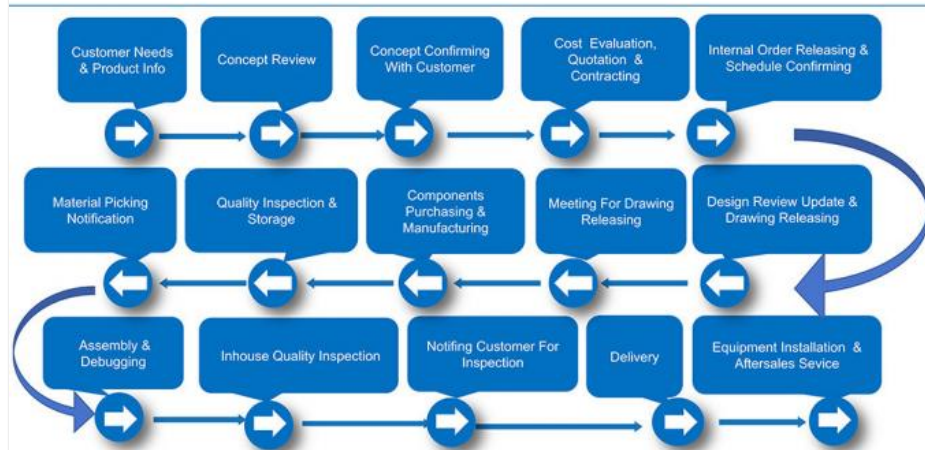 Customer Needs
& Product Info
Concept Review
Concept Confirming
With Customer
Cost Evaluation,
Quotation &
Contracting
Internal Order Releasing &
Schedule Confirming
Material Picking
Notification
Quality Inspection &
Storage
Components
Purchasing &
Manufacturing
Meeting For Drawing
Releasing
Design Review Update &
Drawing Releasing
Assembly &
Debugging
Inhouse Quality Inspection
Notifing Customer For
Inspection
Delivery
Equipment Installation &
Aftersales Sevice